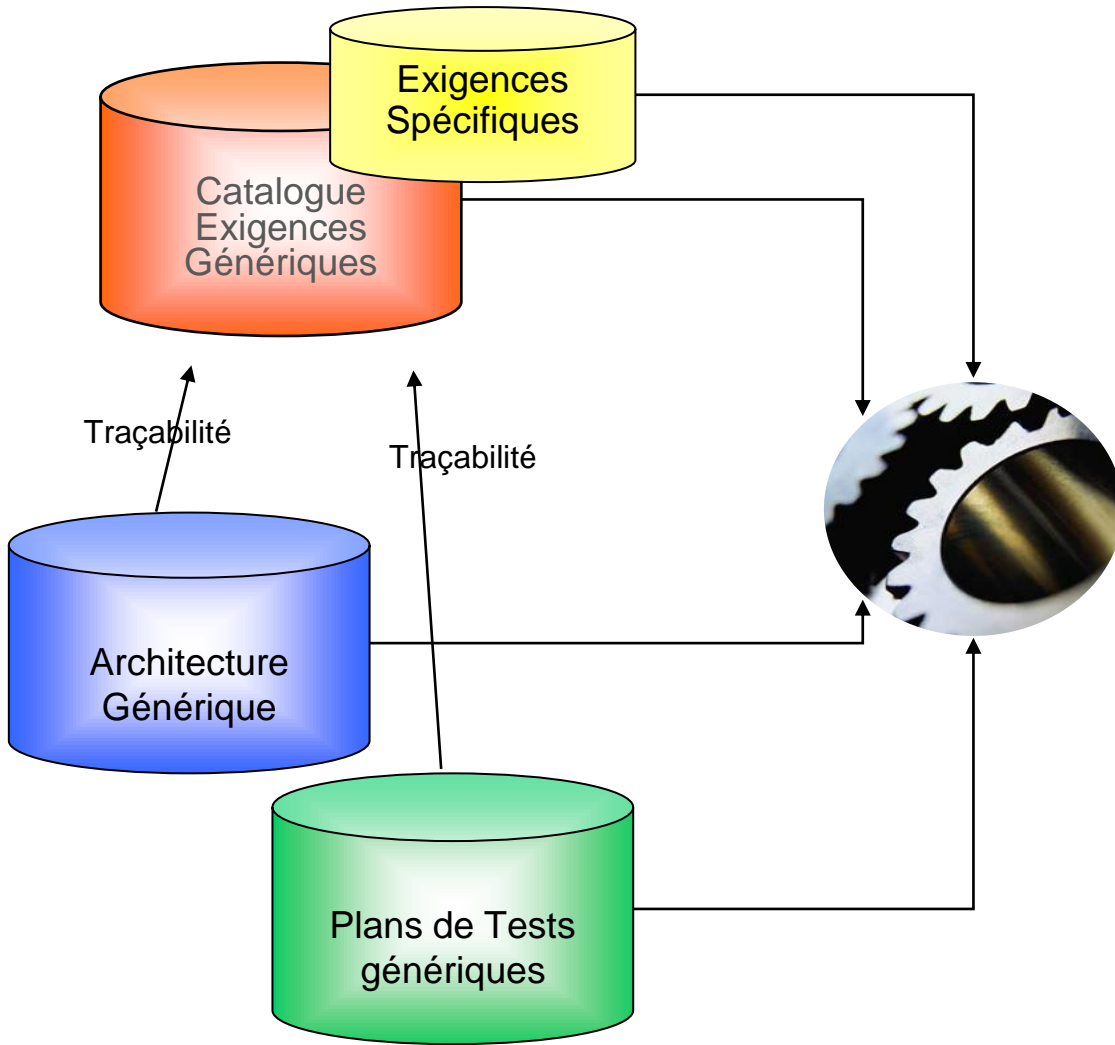 Exigences
Spécifiques
Catalogue
Exigences
Génériques
Traçabilité
Traçabilité
Architecture
Générique
Plans de Tests
génériques